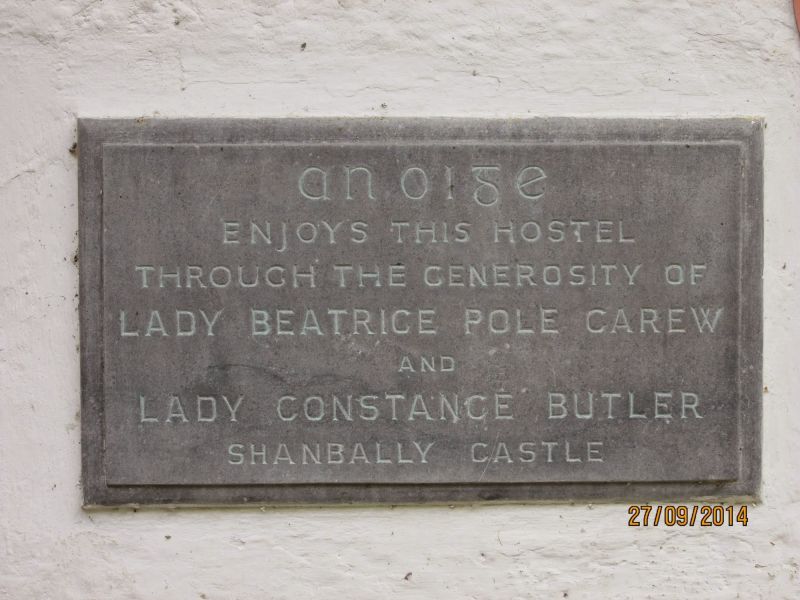 an oige
ENJOYS THIS HOSTEL
THROUGH THE GENEROSITY OF
LADY BEATRICE POLE CAREW
AND
LADY CONSTANCE BUTLER
SHANBALLY CASTLE
27/09/2014